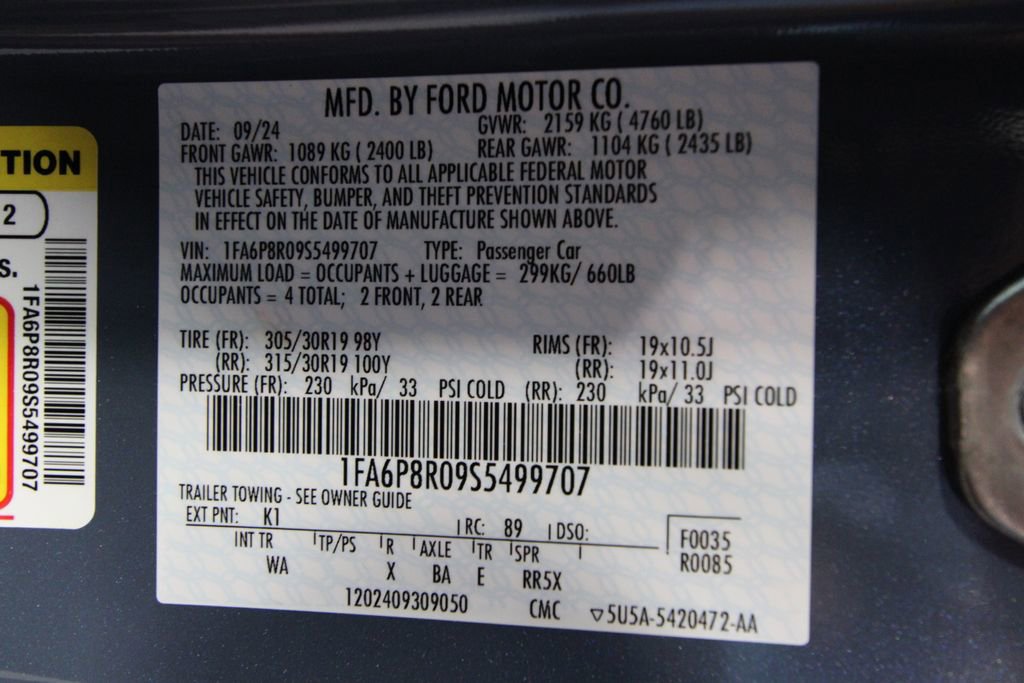 MFD. BY FORD MOTOR CO.
DATE: 09/24 GVWR: 2159 KG ( 4760 LB)
FRONT GAWR: 1089 KG ( 2400 LB) REAR GAWR: 1104 KG ( 2435 LB)
THIS VEHICLE CONFORMS TO ALL APPLICABLE FEDERAL MOTOR
VEHICLE SAFETY, BUMPER, AND THEFT PREVENTION STANDARDS
IN EFFECT ON THE DATE OF MANUFACTURE SHOWN ABOVE.
VIN: 1FA6P8R09S5499707 TYPE: Passenger Car
MAXIMUM LOAD = OCCUPANTS + LUGGAGE = 299KG/ 660LB
OCCUPANTS = 4 TOTAL; 2 FRONT, 2 REAR
TIRE (FR): 305/30R19 98Y RIMS (FR): 19x10.5J
(RR): 315/30R19 100Y (RR): 19x11.0J
PRESSURE (FR): 230 kPa/ 33 PSI COLD (RR): 230 kPa/ 33 PSI COLD
1FA6P8R09S5499707
TRAILER TOWING - SEE OWNER GUIDE
EXT PNT: K1 RC: 89 DSO: F0035
R0085
INT TR TP/PS R AXLE TR SPR
WA X BA E RR5X
1202409309050 CMC ▽5U5A-5420472-AA
TION
2
S.
1FA6P8R09S5499707